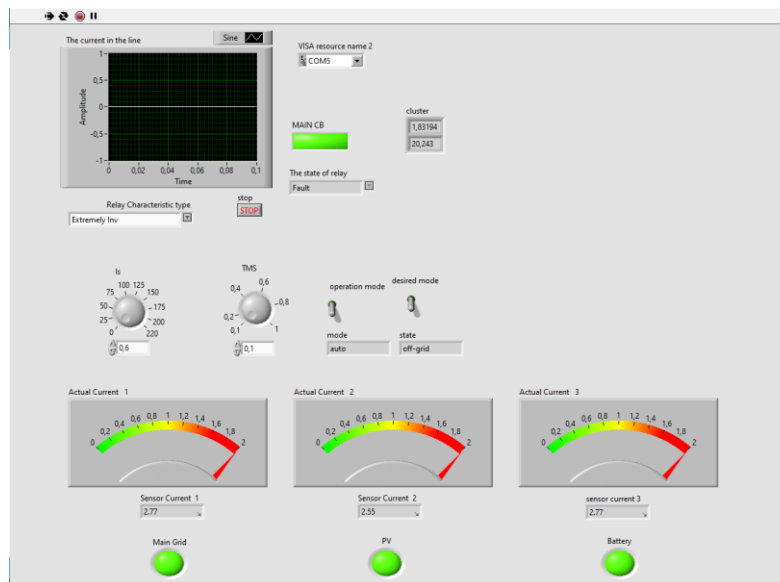 The current in the line
Sine
Amplitude
1
0,5
0
-0,5
-1
0 0,02 0,04 0,06 0,08 0,1
Time
VISA resource name 2
COM5
MAIN CB
cluster
1,83194
20,243
The state of relay
Fault
Relay Characteristic type
Extremely Inv
stop
STOP
Is
0 25 50 75 100 125 150 175 200 220
0,6
TMS
0,1 0,2 0,4 0,6 0,8 1
0,1
operation mode
desired mode
mode
auto
state
off-grid
Actual Current 1
0 0,2 0,4 0,6 0,8 1 1,2 1,4 1,6 1,8 2
Sensor Current 1
2.77
Main Grid
Actual Current 2
0 0,2 0,4 0,6 0,8 1 1,2 1,4 1,6 1,8 2
Sensor Current 2
2.55
PV
Actual Current 3
0 0,2 0,4 0,6 0,8 1 1,2 1,4 1,6 1,8 2
sensor current 3
2.77
Battery